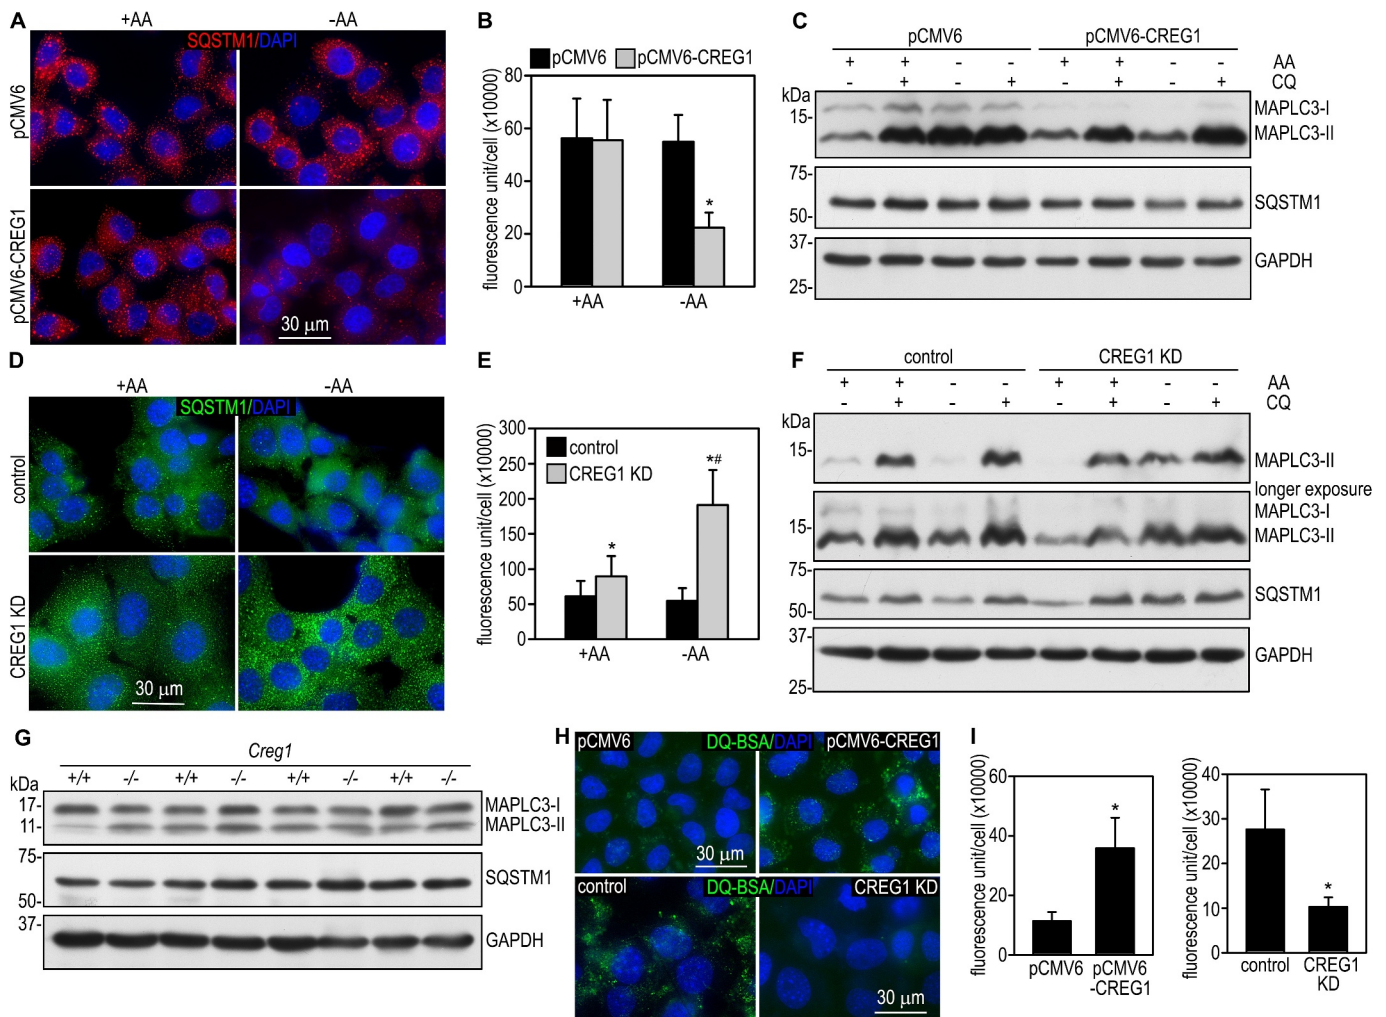 A
+AA
-AA
SQSTM1/DAPI
pCMV6
pCMV6-CREG1
30 μm
B
pCMV6
pCMV6-CREG1
fluorescence unit/cell (x10000)
80
60
40
20
0
*
+AA
-AA
C
pCMV6
pCMV6-CREG1
+ + - - + + - - AA
- + - + - + - + CQ
kDa
15-
MAPLC3-I
MAPLC3-II
75-
50-
SQSTM1
37-
25-
GAPDH
D
+AA
-AA
SQSTM1/DAPI
control
CREG1 KD
30 μm
E
control
CREG1 KD
fluorescence unit/cell (x10000)
300
250
200
150
100
50
0
*
*#
+AA
-AA
F
control
CREG1 KD
+ + - - + + - - AA
- + - + - + - + CQ
kDa
15-
MAPLC3-II
longer exposure
MAPLC3-I
15-
MAPLC3-II
75-
50-
SQSTM1
37-
25-
GAPDH
G
Creg1
+/+ -/- +/+ -/- +/+ -/- +/+ -/-
kDa
17-
MAPLC3-I
11-
MAPLC3-II
75-
50-
SQSTM1
37-
GAPDH
H
pCMV6
DQ-BSA/DAPI
pCMV6-CREG1
30 μm
control
DQ-BSA/DAPI
CREG1 KD
30 μm
I
fluorescence unit/cell (x10000)
60
40
20
0
*
pCMV6
pCMV6
-CREG1
fluorescence unit/cell (x10000)
40
30
20
10
0
*
control
CREG1
KD